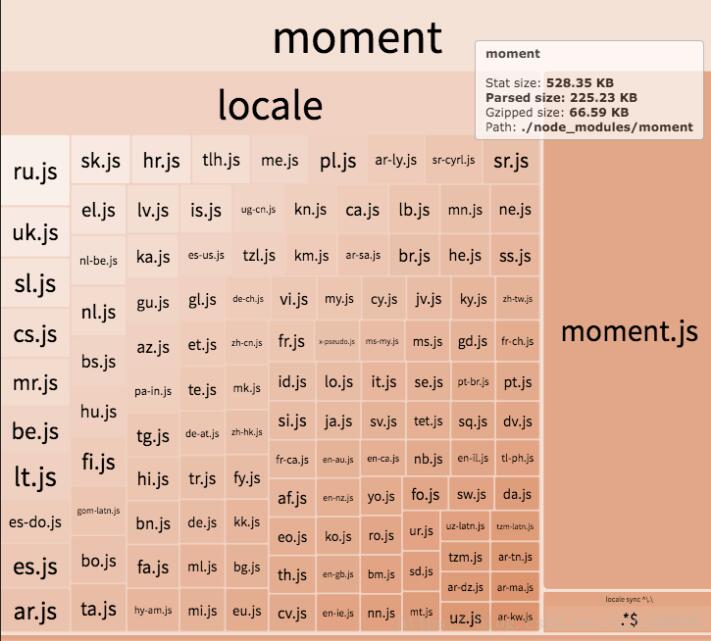 moment
moment
Stat size: 528.35 KB
Parsed size: 225.23 KB
Gzipped size: 66.59 KB
Path: ./node_modules/moment
locale
ru.js
uk.js
sl.js
cs.js
mr.js
be.js
lt.js
es-do.js
es.js
ar.js
sk.js
el.js
nl-be.js
nl.js
bs.js
hu.js
fi.js
gom-latn.js
bo.js
ta.js
hr.js
tlh.js
me.js
pl.js
ar-ly.js
sr-cyrl.js
sr.js
lv.js
is.js
ug-cn.js
kn.js
ca.js
lb.js
mn.js
ne.js
ka.js
es-us.js
tzl.js
km.js
ar-sa.js
br.js
he.js
ss.js
gu.js
gl.js
de-ch.js
az.js
et.js
zh-cn.js
pa-in.js
te.js
mk.js
tg.js
de-at.js
zh-hk.js
hi.js
tr.js
fy.js
bn.js
de.js
kk.js
fa.js
ml.js
bg.js
hy-am.js
mi.js
eu.js
vi.js
my.js
cy.js
jv.js
ky.js
zh-tw.js
fr.js
x-pseudo.js
ms-my.js
ms.js
gd.js
fr-ch.js
id.js
lo.js
it.js
se.js
pt-br.js
pt.js
si.js
ja.js
sv.js
tet.js
sq.js
dv.js
fr-ca.js
en-au.js
en-ca.js
nb.js
en-il.js
tl-ph.js
af.js
en-nz.js
yo.js
fo.js
sw.js
da.js
eo.js
ko.js
ro.js
ur.js
uz-latn.js
tzm-latn.js
th.js
en-gb.js
bm.js
sd.js
tzm.js
ar-tn.js
ar-dz.js
ar-ma.js
cv.js
en-ie.js
nn.js
mt.js
uz.js
ar-kw.js
moment.js
locale sync ^\.\
.*$